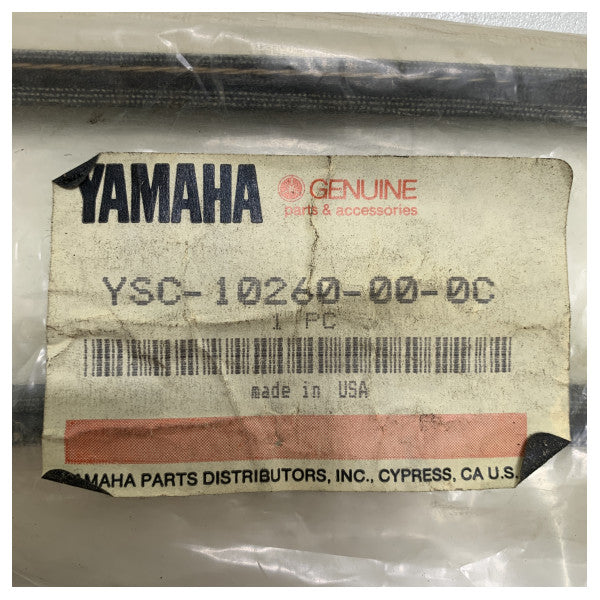 YAMAHA GENUINE
parts & accessories
YSC-10260-00-0C
1 PC
made in USA
YAMAHA PARTS DISTRIBUTORS, INC., CYPRESS, CA U.S.